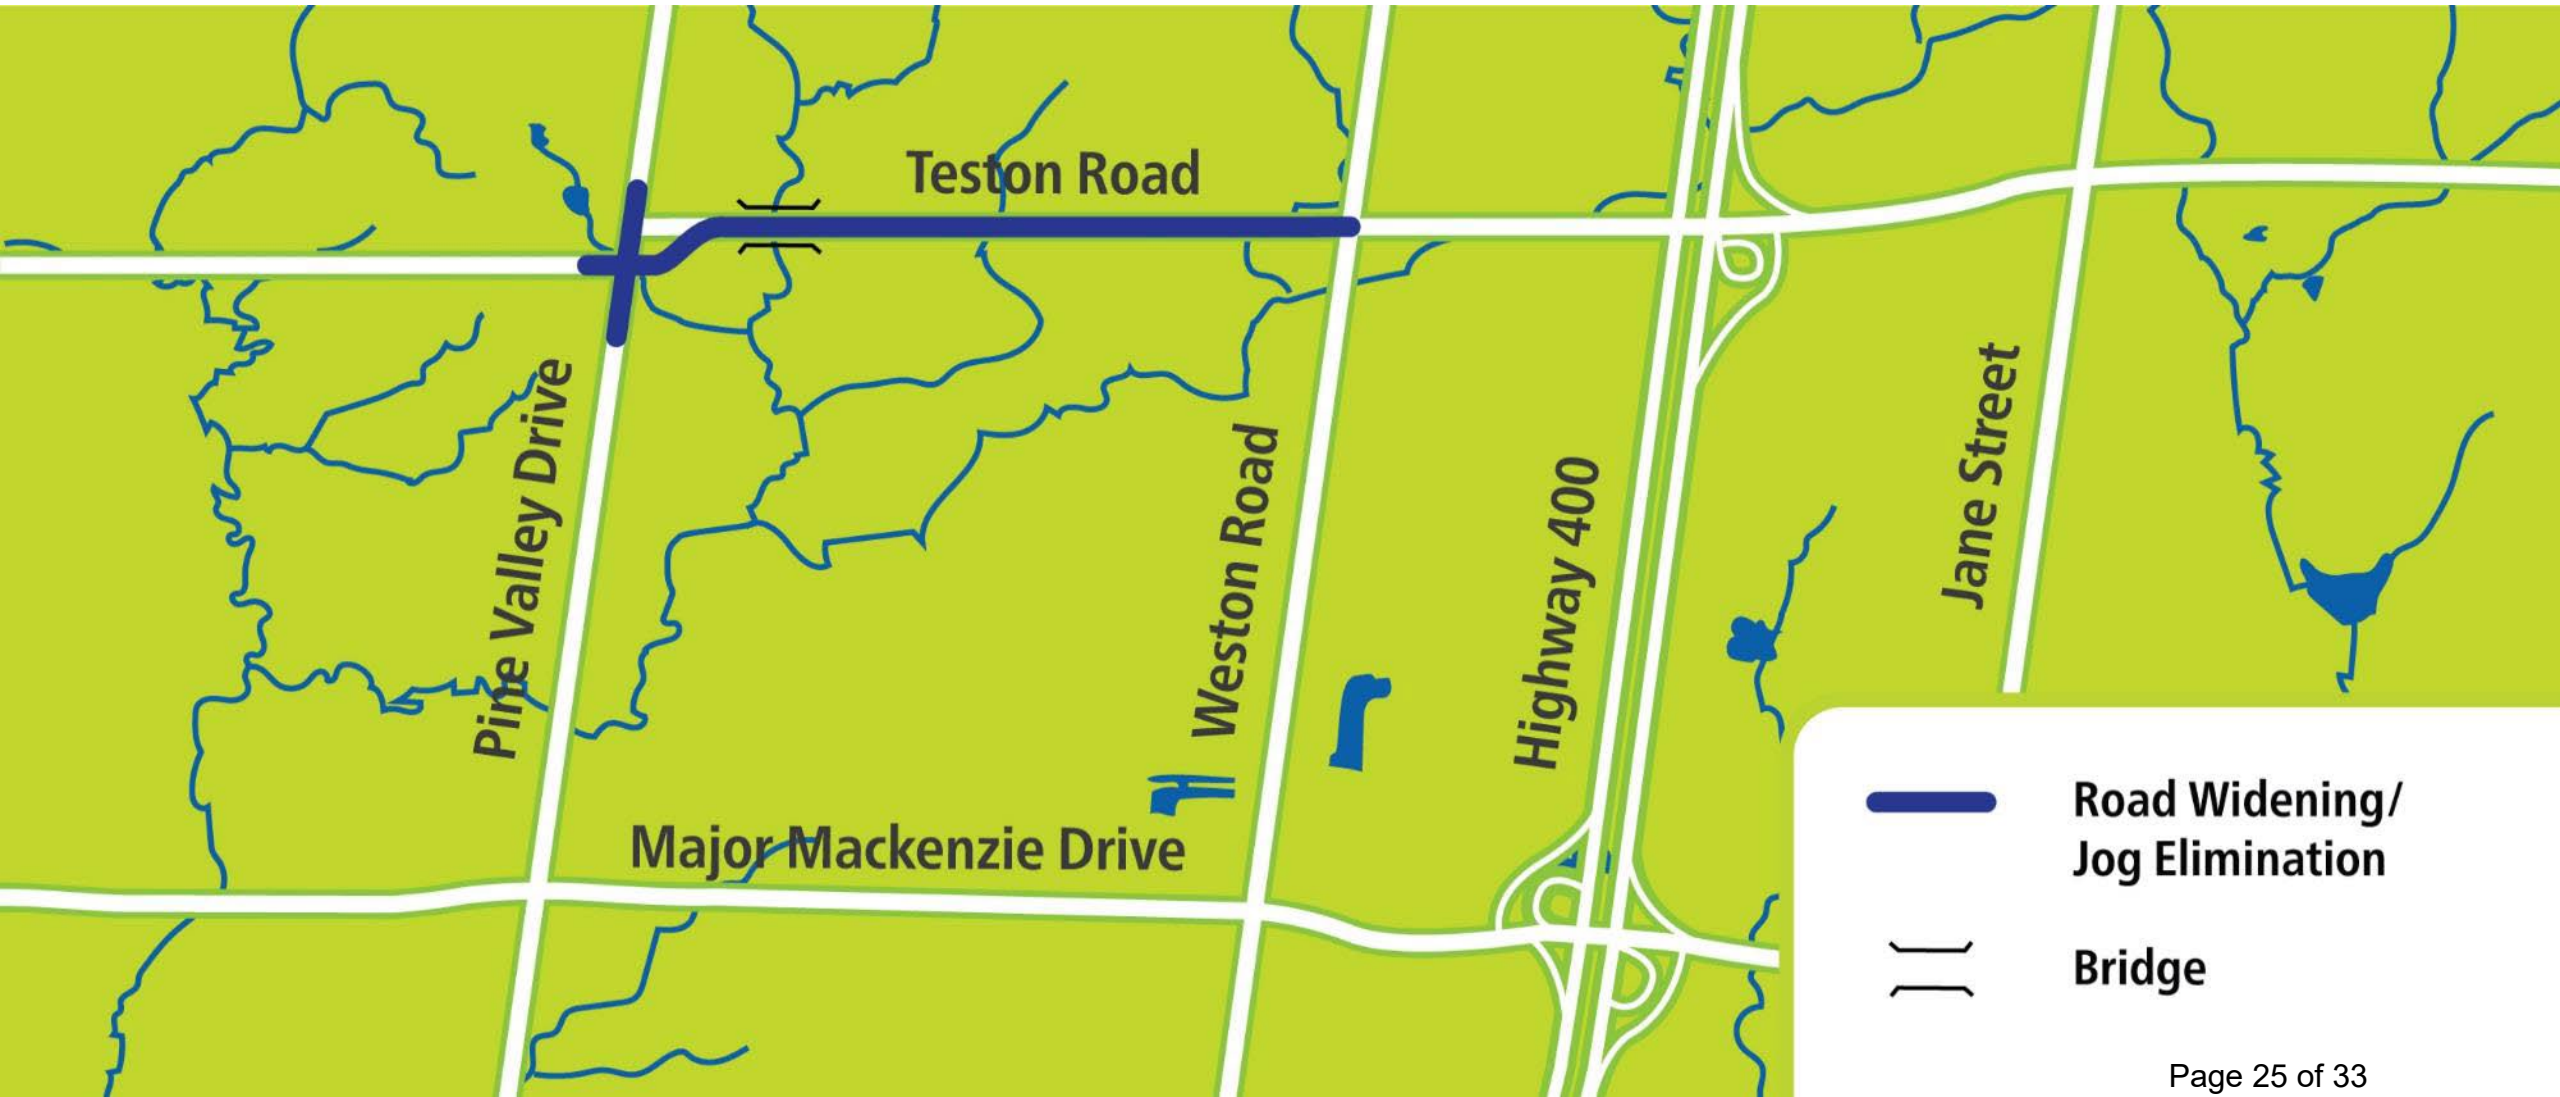 Teston Road
Pine Valley Drive
Weston Road
Highway 400
Jane Street
Major Mackenzie Drive
Road Widening/
Jog Elimination
Bridge
Page 25 of 33